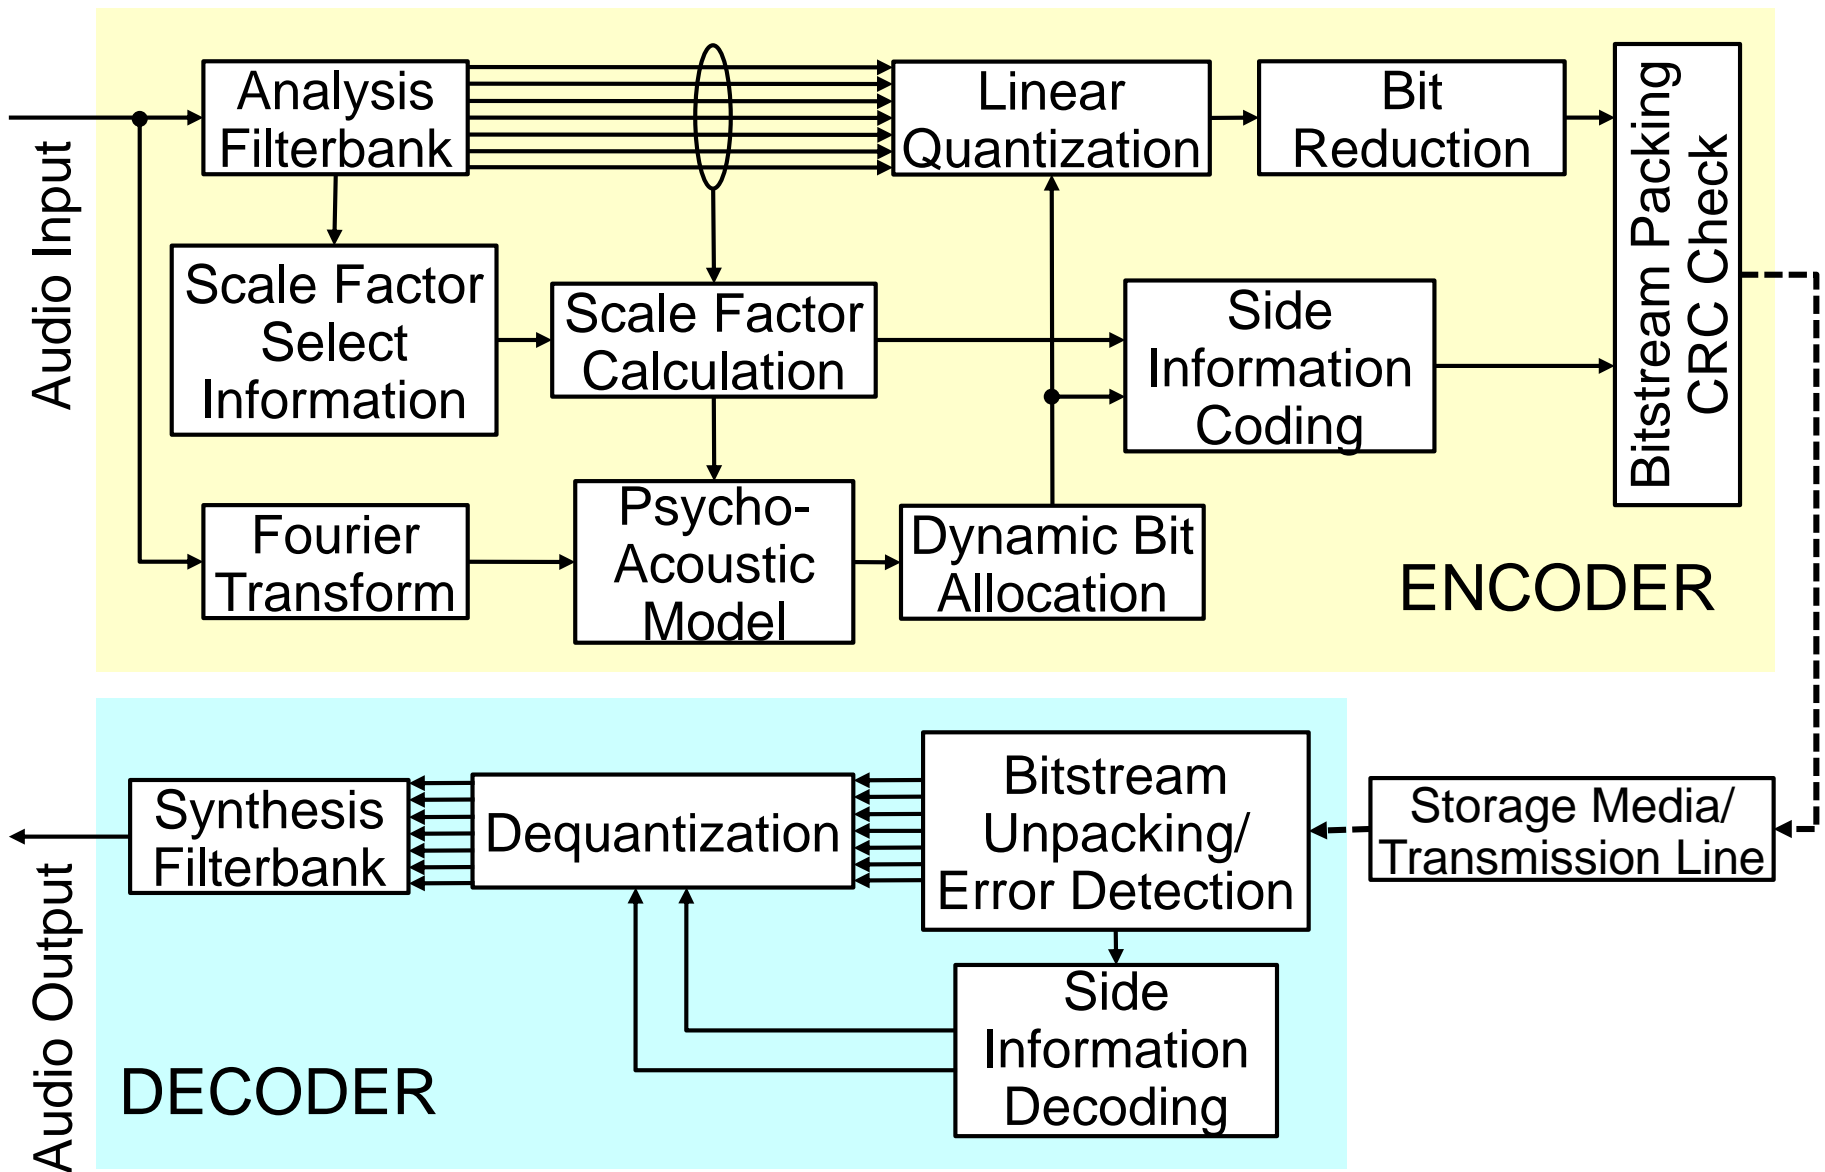 Audio Input
Analysis
Filterbank
Linear
Quantization
Bit
Reduction
Bitstream Packing
CRC Check
Scale Factor
Select
Information
Scale Factor
Calculation
Side
Information
Coding
Fourier
Transform
Psycho-
Acoustic
Model
Dynamic Bit
Allocation
ENCODER
Synthesis
Filterbank
Dequantization
Bitstream
Unpacking/
Error Detection
Storage Media/
Transmission Line
Side
Information
Decoding
DECODER
Audio Output